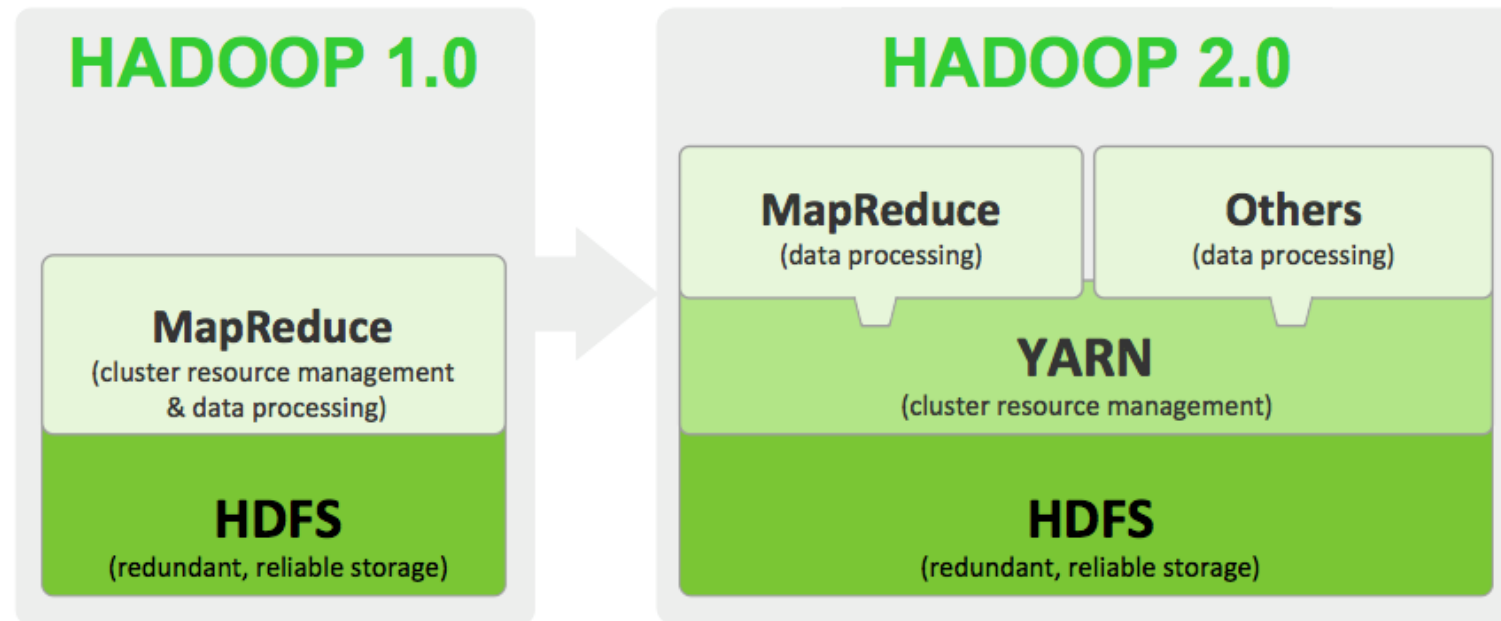 HADOOP 1.0
MapReduce
(cluster resource management
& data processing)
HDFS
(redundant, reliable storage)
HADOOP 2.0
MapReduce
(data processing)
Others
(data processing)
YARN
(cluster resource management)
HDFS
(redundant, reliable storage)